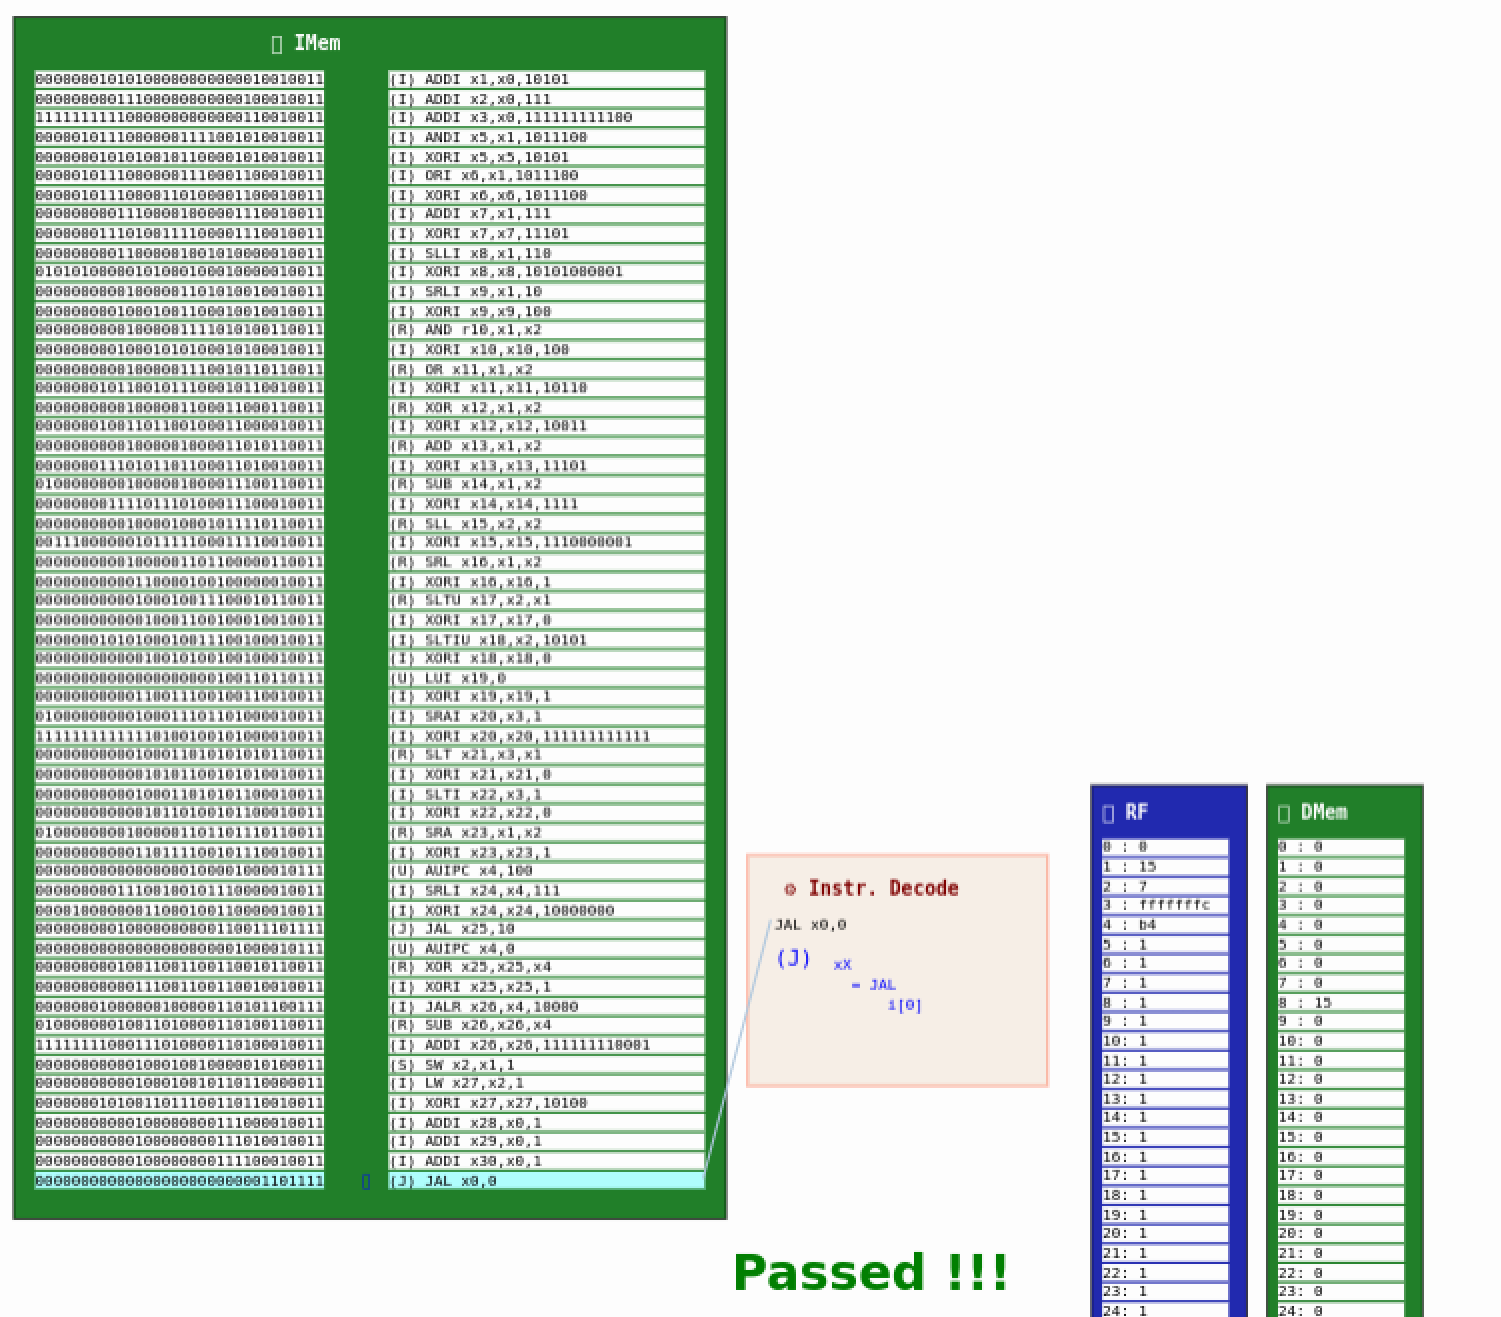 IMem
00000001010100000000000010010011 (I) ADDI x1,x0,10101
00000000011100000000000100010011 (I) ADDI x2,x0,111
11111111110000000000000110010011 (I) ADDI x3,x0,111111111100
00000101110000001111001010010011 (I) ANDI x5,x1,1011100
00000001010100101100001010010011 (I) XORI x5,x5,10101
00000101110000001110001100010011 (I) ORI x6,x1,1011100
00000101110000110100001100010011 (I) XORI x6,x6,1011100
00000000011100001000001110010011 (I) ADDI x7,x1,111
00000001110100111100001110010011 (I) XORI x7,x7,11101
00000000011000001001010000010011 (I) SLLI x8,x1,110
01010100000101000100010000010011 (I) XORI x8,x8,10101000001
00000000001000001101010010010011 (I) SRLI x9,x1,10
00000000010001001100010010010011 (I) XORI x9,x9,100
00000000001000001111010100110011 (R) AND r10,x1,x2
00000000010001010100010100010011 (I) XORI x10,x10,100
00000000001000001110010110110011 (R) OR x11,x1,x2
00000001011001011100010110010011 (I) XORI x11,x11,10110
00000000001000001100011000110011 (R) XOR x12,x1,x2
00000001001101100100011000010011 (I) XORI x12,x12,10011
00000000001000001000011010110011 (R) ADD x13,x1,x2
00000001110101101100011010010011 (I) XORI x13,x13,11101
01000000001000001000011100110011 (R) SUB x14,x1,x2
00000000111101110100011100010011 (I) XORI x14,x14,1111
00000000001000010001011110110011 (R) SLL x15,x2,x2
00111000000101111100011110010011 (I) XORI x15,x15,1110000001
00000000001000001101100000110011 (R) SRL x16,x1,x2
00000000000110000100100000010011 (I) XORI x16,x16,1
00000000000100010011100010110011 (R) SLTU x17,x2,x1
00000000000010001100100010010011 (I) XORI x17,x17,0
00000001010100010011100100010011 (I) SLTIU x18,x2,10101
00000000000010010100100100010011 (I) XORI x18,x18,0
00000000000000000000100110110111 (U) LUI x19,0
00000000000110011100100110010011 (I) XORI x19,x19,1
01000000000100011101101000010011 (I) SRAI x20,x3,1
11111111111110100100101000010011 (I) XORI x20,x20,111111111111
00000000000100011010101010110011 (R) SLT x21,x3,x1
00000000000010101100101010010011 (I) XORI x21,x21,0
00000000000100011010101100010011 (I) SLTI x22,x3,1
00000000000010110100101100010011 (I) XORI x22,x22,0
01000000001000001101101110110011 (R) SRA x23,x1,x2
00000000000110111100101110010011 (I) XORI x23,x23,1
00000000000000000100001000010111 (U) AUIPC x4,100
00000000011100100101110000010011 (I) SRLI x24,x4,111
00001000000011000100110000010011 (I) XORI x24,x24,10000000
00000000010000000000110011101111 (J) JAL x25,10
00000000000000000000001000010111 (U) AUIPC x4,0
00000000010011001100110010110011 (R) XOR x25,x25,x4
00000000000111001100110010010011 (I) XORI x25,x25,1
00000001000000100000110101100111 (I) JALR x26,x4,10000
01000000010011010000110100110011 (R) SUB x26,x26,x4
11111111000111010000110100010011 (I) ADDI x26,x26,111111110001
00000000000100010010000010100011 (S) SW x2,x1,1
00000000000100010010110110000011 (I) LW x27,x2,1
00000001010011011100110110010011 (I) XORI x27,x27,10100
00000000000100000000111000010011 (I) ADDI x28,x0,1
00000000000100000000111010010011 (I) ADDI x29,x0,1
00000000000100000000111100010011 (I) ADDI x30,x0,1
00000000000000000000000001101111 (J) JAL x0,0
Instr. Decode
JAL x0,0
(J) xX
= JAL
i[0]
Passed !!!
RF
0 : 0
1 : 15
2 : 7
3 : fffffffc
4 : b4
5 : 1
6 : 1
7 : 1
8 : 1
9 : 1
10: 1
11: 1
12: 1
13: 1
14: 1
15: 1
16: 1
17: 1
18: 1
19: 1
20: 1
21: 1
22: 1
23: 1
24: 1
DMem
0 : 0
1 : 0
2 : 0
3 : 0
4 : 0
5 : 0
6 : 0
7 : 0
8 : 15
9 : 0
10: 0
11: 0
12: 0
13: 0
14: 0
15: 0
16: 0
17: 0
18: 0
19: 0
20: 0
21: 0
22: 0
23: 0
24: 0